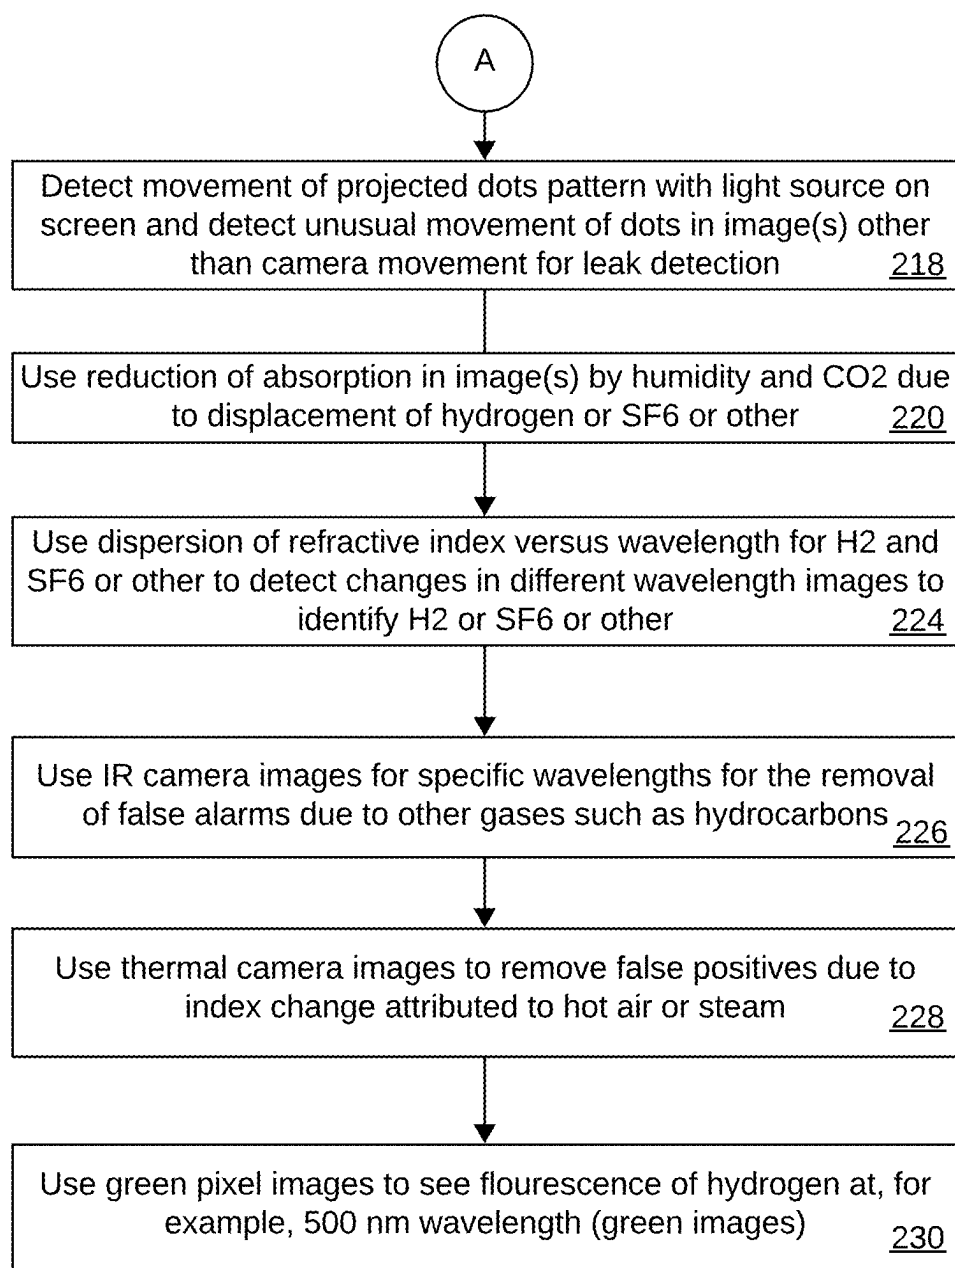 A
Detect movement of projected dots pattern with light source on
screen and detect unusual movement of dots in image(s) other
than camera movement for leak detection 218
Use reduction of absorption in image(s) by humidity and CO2 due
to displacement of hydrogen or SF6 or other 220
Use dispersion of refractive index versus wavelength for H2 and
SF6 or other to detect changes in different wavelength images to
identify H2 or SF6 or other 224
Use IR camera images for specific wavelengths for the removal
of false alarms due to other gases such as hydrocarbons 226
Use thermal camera images to remove false positives due to
index change attributed to hot air or steam 228
Use green pixel images to see flourescence of hydrogen at, for
example, 500 nm wavelength (green images) 230